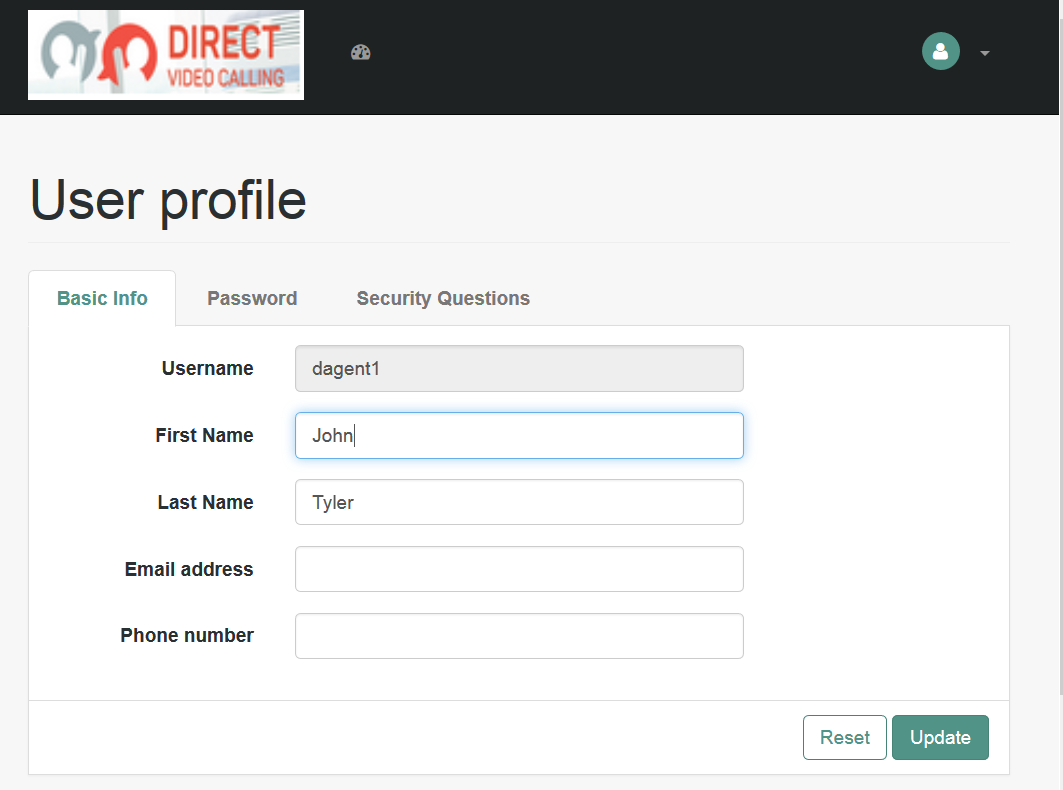 DIRECT
VIDEO CALLING
User profile
Basic Info Password Security Questions
Username dagent1
First Name John
Last Name Tyler
Email address
Phone number
Reset Update